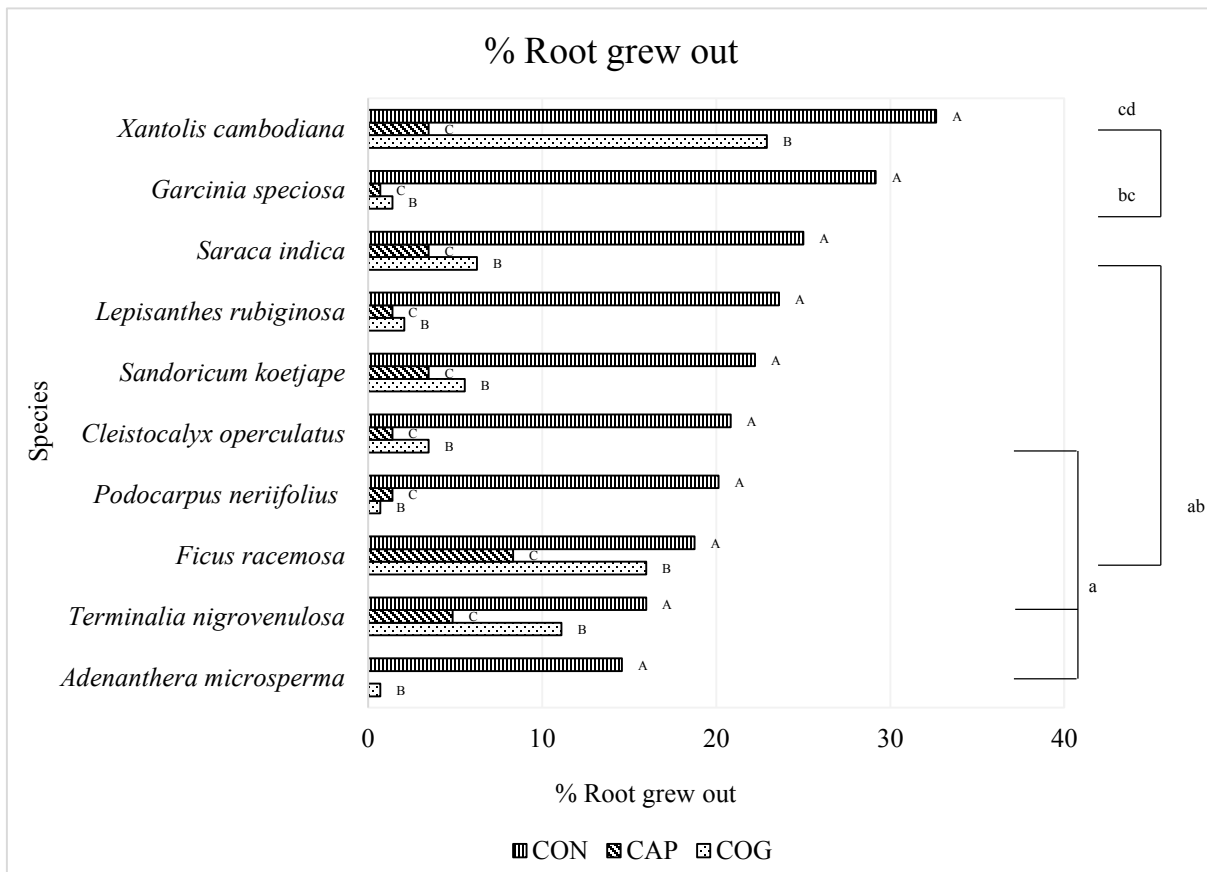 % Root grew out
Xantolis cambodiana
A
C
B
cd
Garcinia speciosa
A
C
B
bc
Saraca indica
A
C
B
Lepisanthes rubiginosa
A
C
B
Sandoricum koetjape
A
C
B
Cleistocalyx operculatus
A
C
B
Podocarpus neriifolius
A
C
B
ab
Ficus racemosa
A
C
B
a
Terminalia nigrovenulosa
A
C
B
Adenanthera microsperma
A
B
Species
0 10 20 30 40
% Root grew out
CON CAP COG